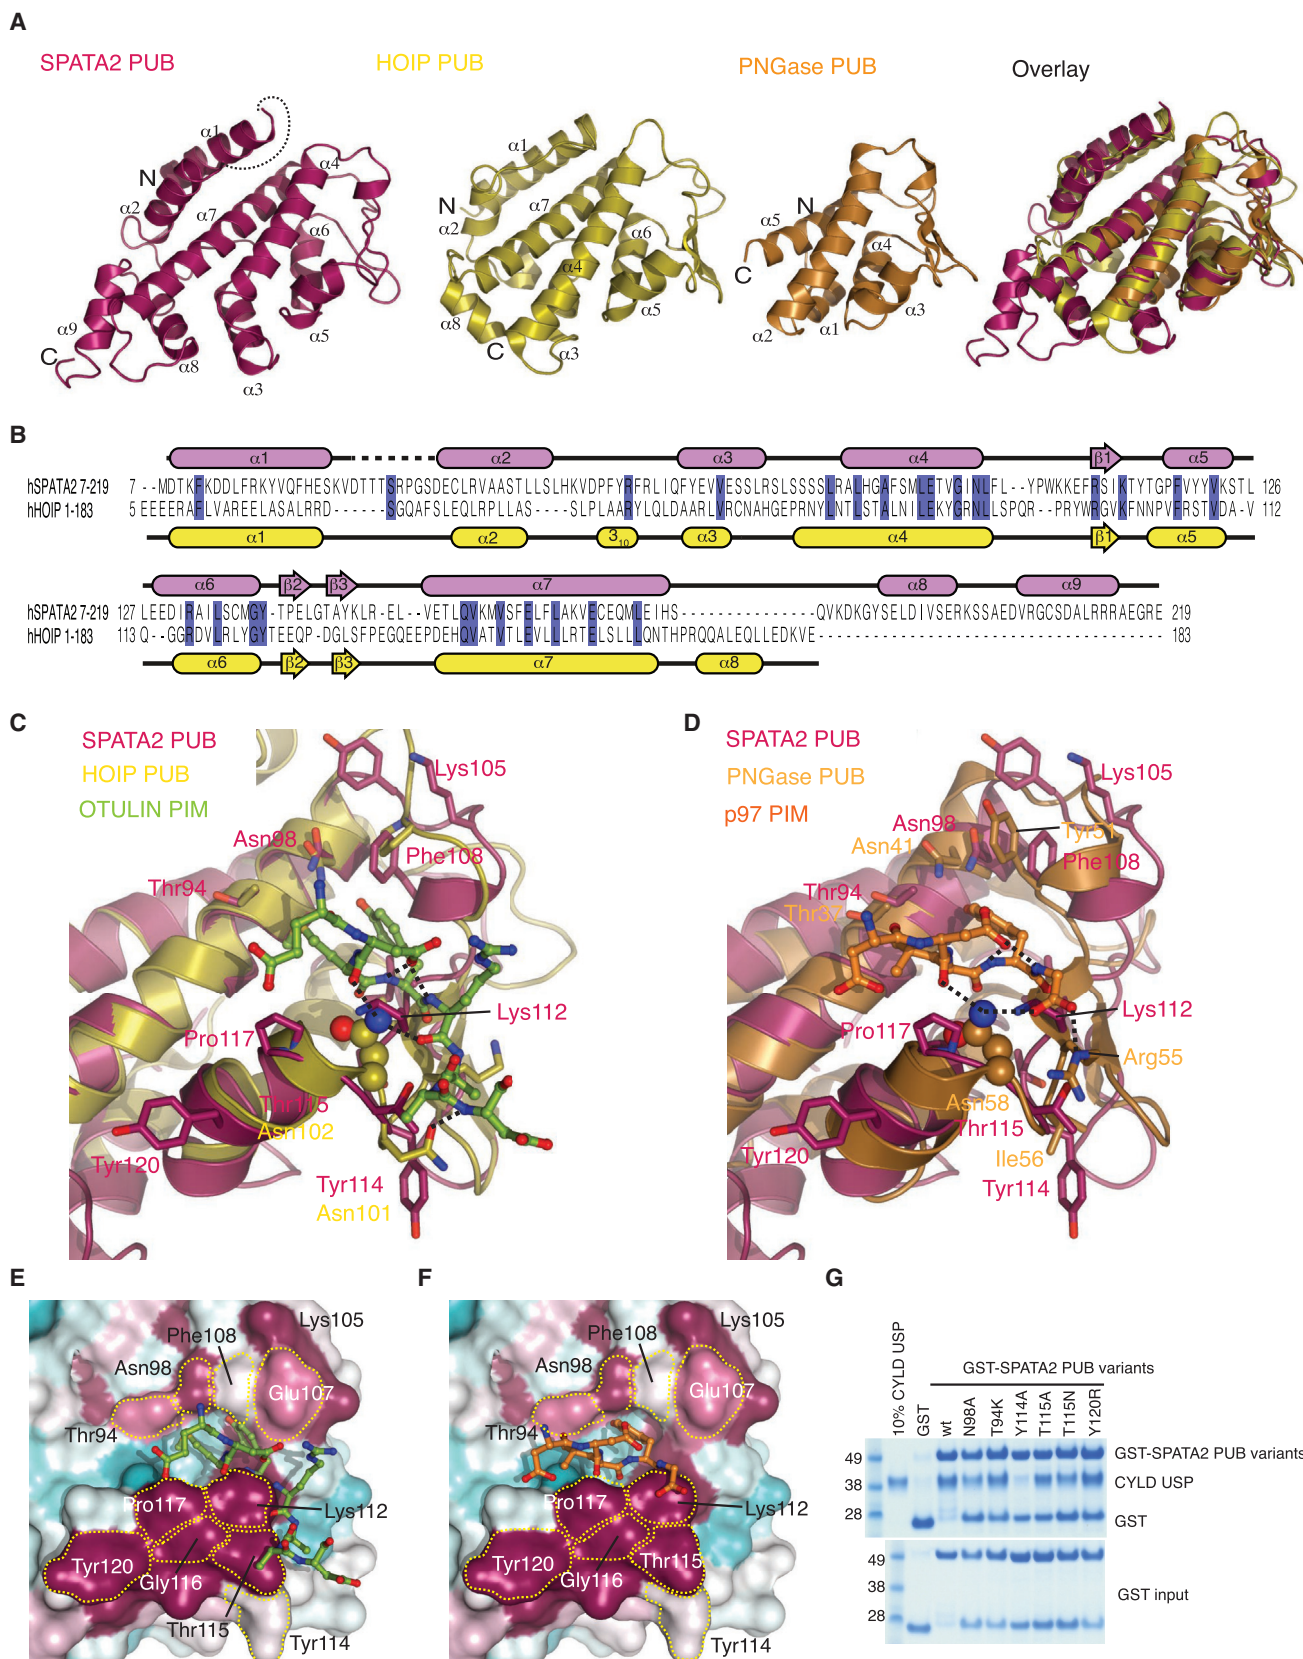 A
SPATA2 PUB
HOIP PUB
PNGase PUB
Overlay
α1
N
α2
α7
α4
α6
α9
C
α8
α5
α3
α1
N
α2
α7
α6
α4
α8
C
α3
α5
N
α5
C
α4
α3
α2
α1
B
α1 α2 α3 α4 β1 α5
hSPATA2 7-219 7 --MDTKFKDDLFRKYVQFHESKVDTTTSRPGSDECLRVAASTLLSLHKVDPFYRFRLIQFYEVVESSLRSLSSSSLRALHGAFSMLETVGINLFL--YPWKKEFRSIKTYTGPFVYYVKSTL 126
hHOIP 1-183 5 EEEERAFLVAREELASALRRD-----SGQAFSLEQLRPLLAS----SLPLAARYLQLDAARLVRCNAHGEPRNYLNTLSTALNILEKYGRNLLSPQR--PRYWRGVKFNNPVFRSTVDA-V 112
α1 α2 3₁₀ α3 α4 β1 α5
α6 β2 β3 α7 α8 α9
hSPATA2 7-219 127 LEEDIRAILSCMGY-TPELGTAYKLR-EL--VETLQVKMVSFELFLAKVECEQMLEIHS-------------QVKDKGYSELDIVSERKSSAEDVRGCSDALRRRAEGRE 219
hHOIP 1-183 113 Q--GGRDVLRLYGYTEEQP-DGLSFPEGQEEPDEHQVATVTLEVLLLRTELSLLLQNTHPRQQALEQLLEDKVE---------------------------------- 183
α6 β2 β3 α7 α8
C
SPATA2 PUB
HOIP PUB
OTULIN PIM
Lys105
Asn98
Phe108
Thr94
Lys112
Pro117
Thr115
Asn102
Tyr120
Tyr114
Asn101
D
SPATA2 PUB
PNGase PUB
p97 PIM
Lys105
Asn98
Tyr51
Asn41
Phe108
Thr94
Thr37
Lys112
Pro117
Arg55
Asn58
Thr115
Tyr120
Ile56
Tyr114
E
Lys105
Phe108
Asn98
Glu107
Thr94
Pro117
Lys112
Tyr120
Gly116
Thr115
Tyr114
F
Lys105
Phe108
Asn98
Glu107
Thr94
Pro117
Lys112
Tyr120
Gly116
Thr115
Tyr114
G
GST-SPATA2 PUB variants
10% CYLD USP
GST
wt
N98A
T94K
Y114A
T115A
T115N
Y120R
49
38
28
GST-SPATA2 PUB variants
CYLD USP
GST
49
38
28
GST input